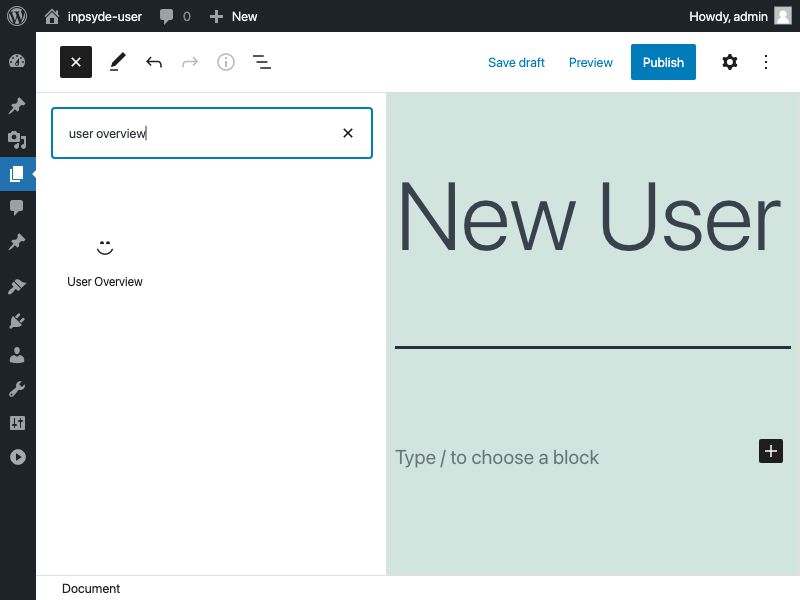 inpsyde-user 0 New Howdy, admin
Save draft Preview Publish
user overview
User Overview
New User
Type / to choose a block
Document